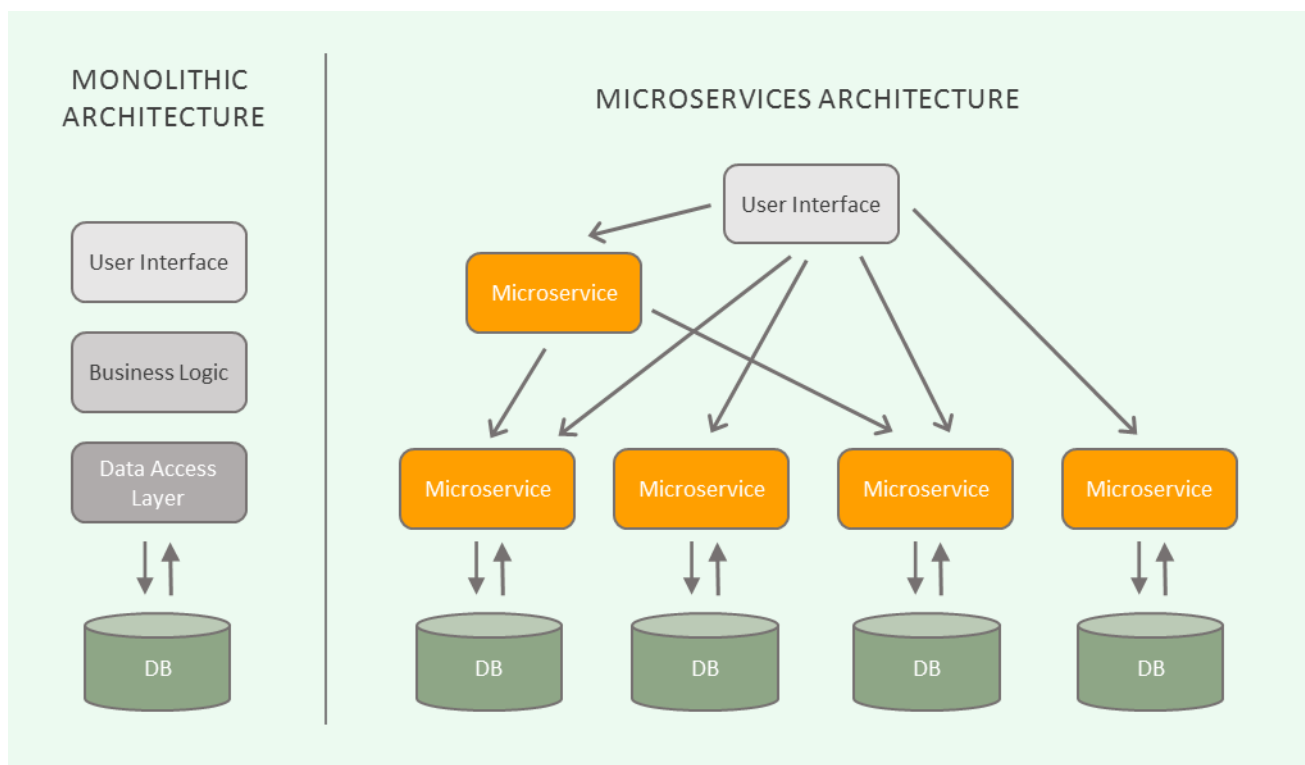 MONOLITHIC
ARCHITECTURE
User Interface
Business Logic
Data Access
Layer
DB
MICROSERVICES ARCHITECTURE
User Interface
Microservice
Microservice
Microservice
Microservice
Microservice
DB
DB
DB
DB